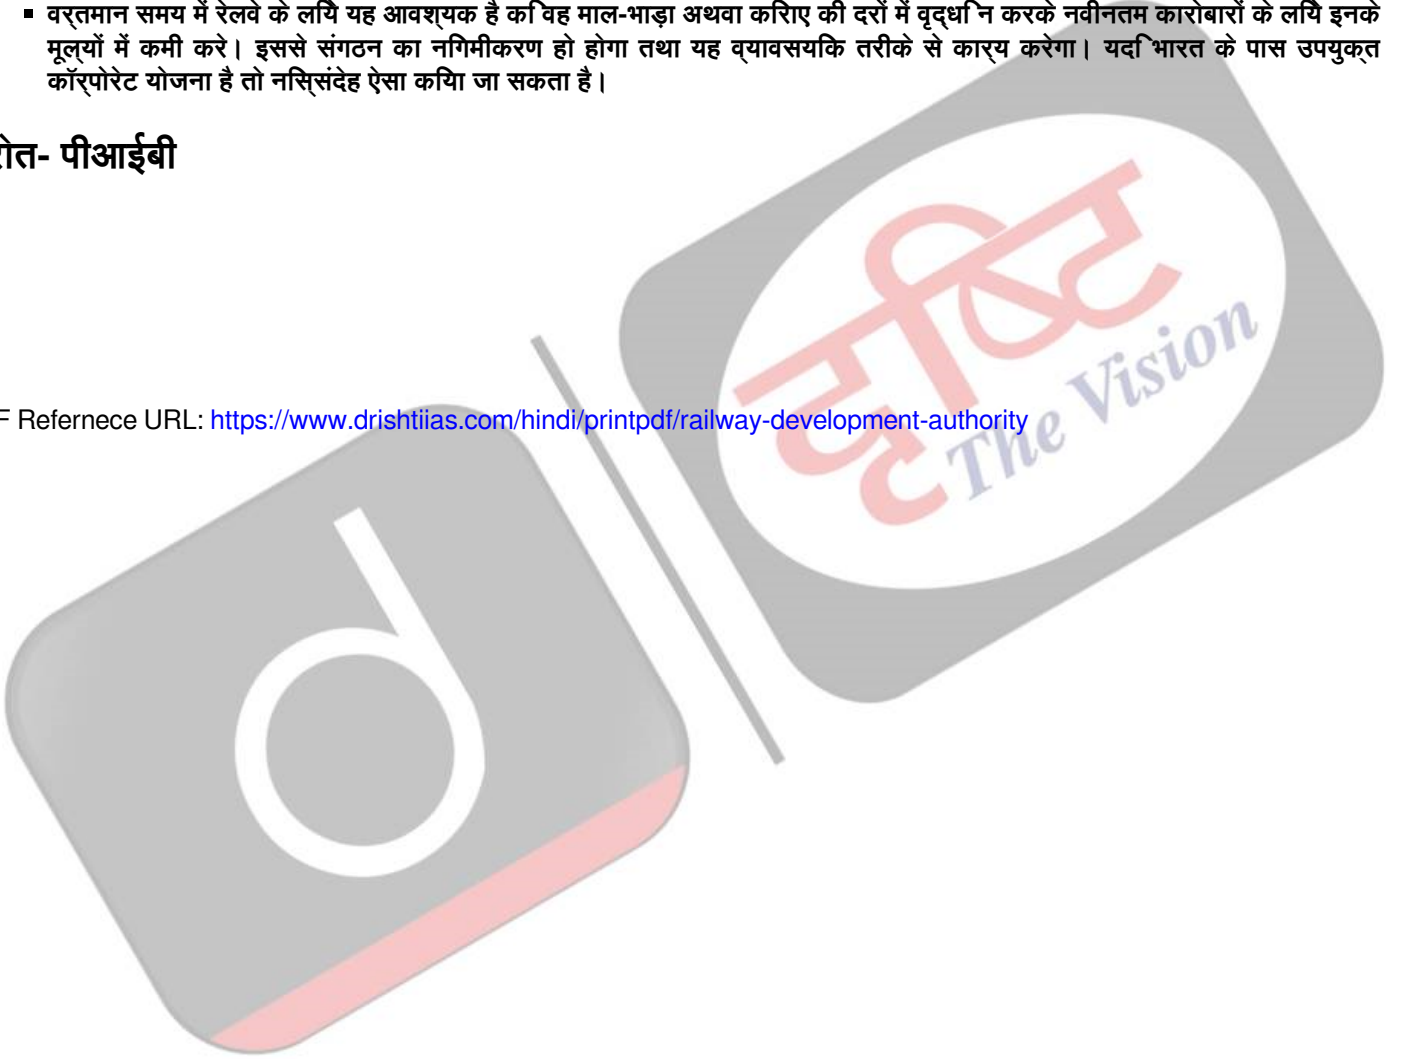 ▪ वर्तमान समय में रेलवे के लिये यह आवश्यक है कि वह माल-भाड़ा अथवा किराए की दरों में वृद्धि न करके नवीनतम कारोबारों के लिये इनके
मूल्यों में कमी करे। इससे संगठन का निगमीकरण हो होगा तथा यह व्यावसयिक तरीके से कार्य करेगा। यदि भारत के पास उपयुक्त
कॉर्पोरेट योजना है तो निस्संदेह ऐसा किया जा सकता है।
रोत- पीआईबी
दृष्टि
The Vision
F Refernece URL: https://www.drishtiias.com/hindi/printpdf/railway-development-authority
d